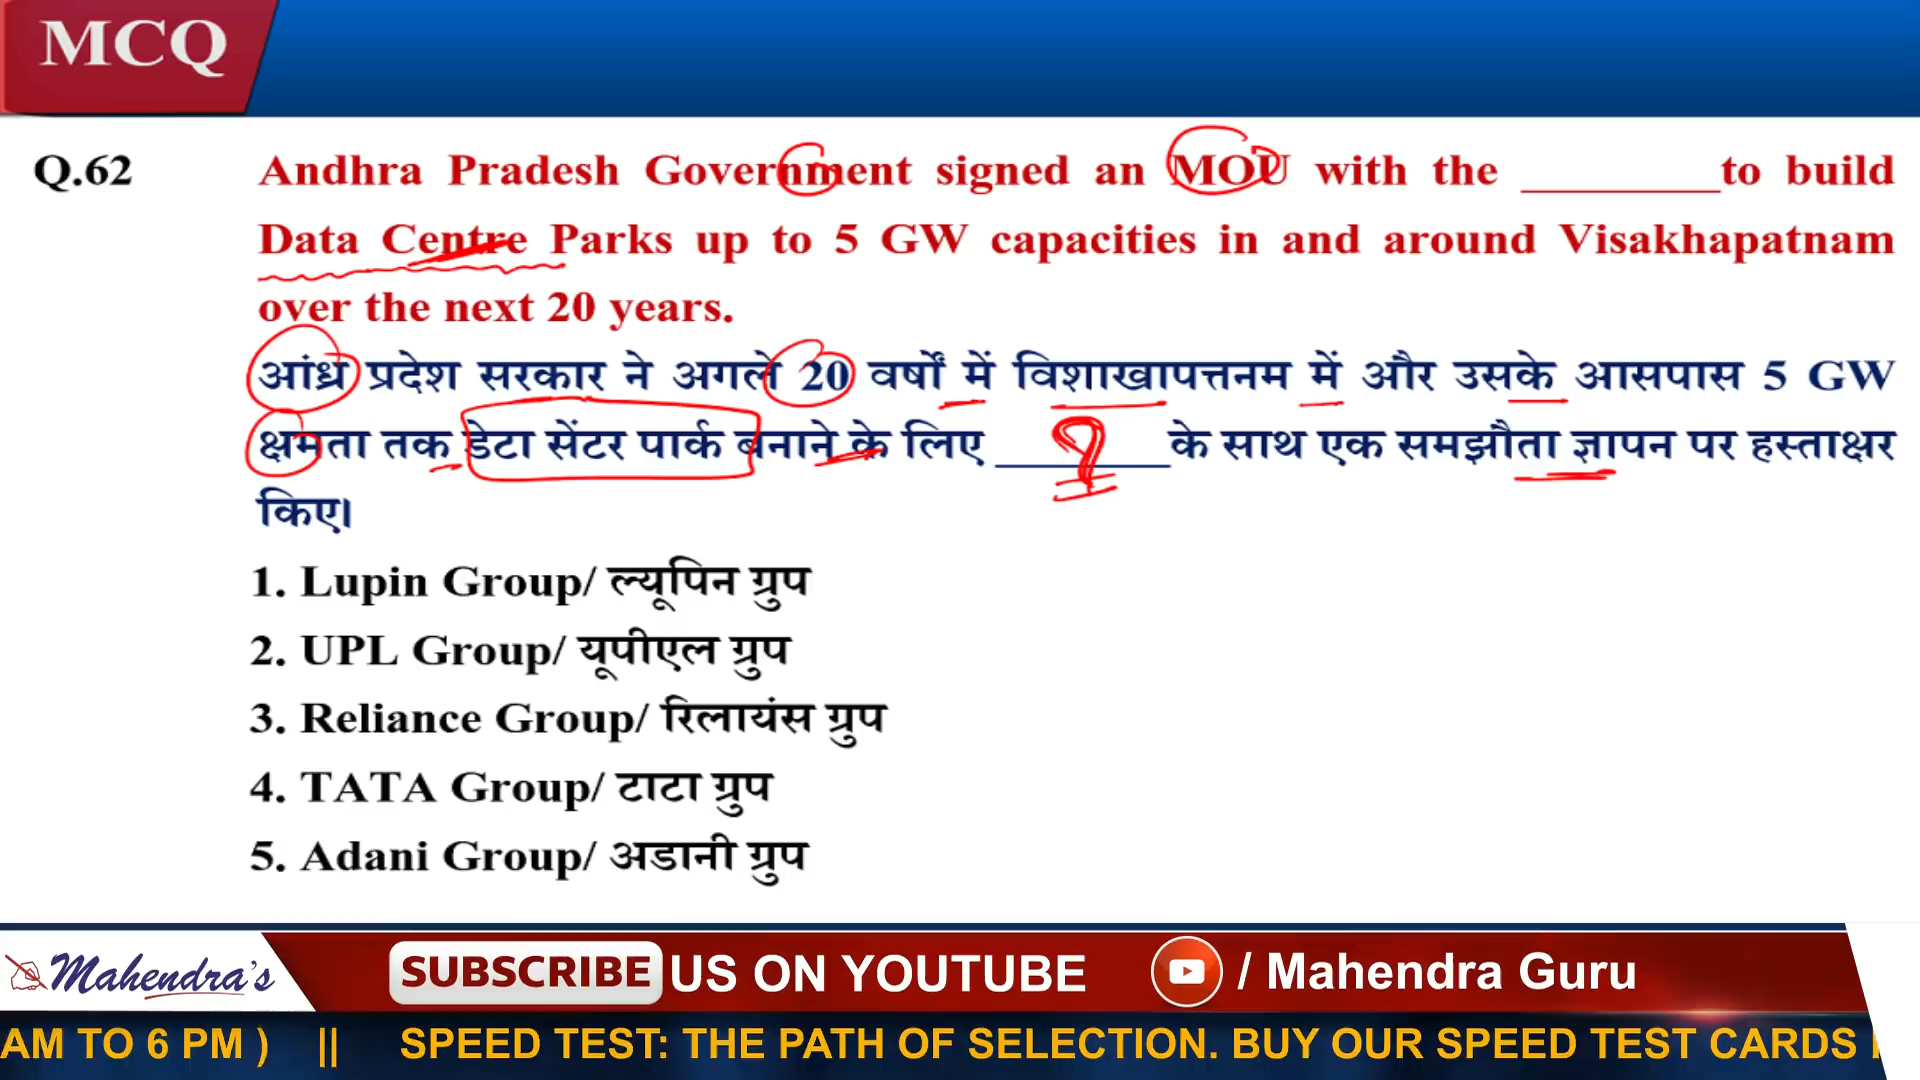 MCQ
Q.62 Andhra Pradesh Government signed an MOU with the _________to build
Data Centre Parks up to 5 GW capacities in and around Visakhapatnam
over the next 20 years.
आंध्र प्रदेश सरकार ने अगले 20 वर्षों में विशाखापत्तनम में और उसके आसपास 5 GW
क्षमता तक डेटा सेंटर पार्क बनाने के लिए ________ के साथ एक समझौता ज्ञापन पर हस्ताक्षर
किए।
1. Lupin Group/ ल्यूपिन ग्रुप
2. UPL Group/ यूपीएल ग्रुप
3. Reliance Group/ रिलायंस ग्रुप
4. TATA Group/ टाटा ग्रुप
5. Adani Group/ अडानी ग्रुप
Mahendra's SUBSCRIBE US ON YOUTUBE / Mahendra Guru
AM TO 6 PM ) || SPEED TEST: THE PATH OF SELECTION. BUY OUR SPEED TEST CARDS